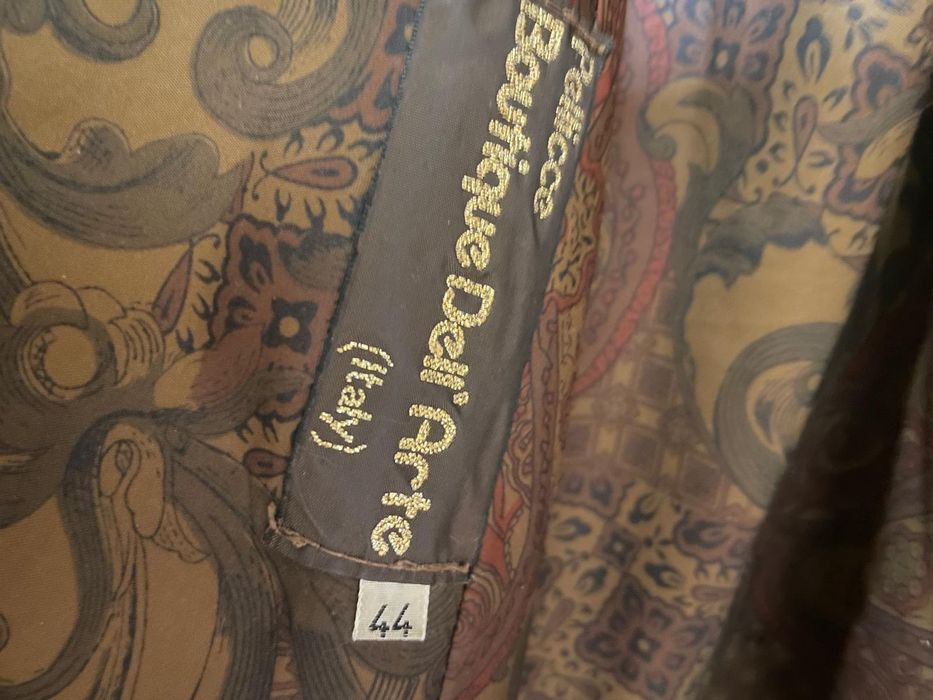 Pellicce
Boutique Dell' Arte
(Italy)
44